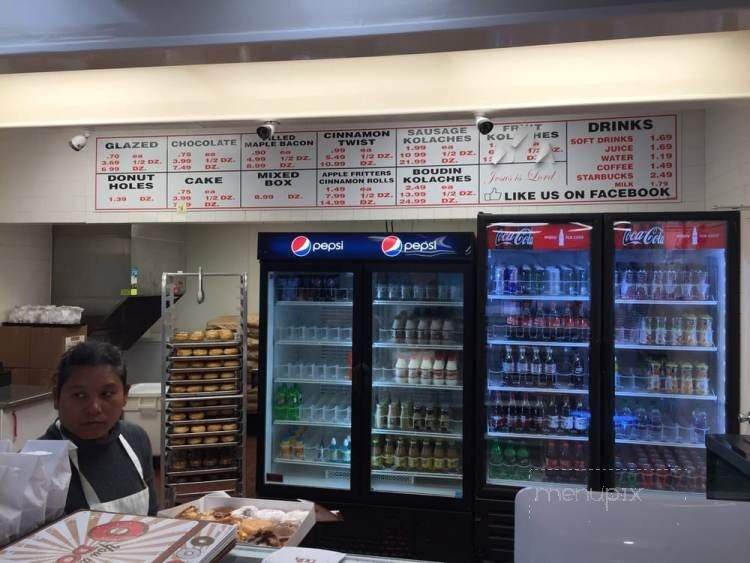 GLAZED
.70 ea
3.69 1/2 DZ.
6.99 DZ.
DONUT
HOLES
1.39 DZ.
CHOCOLATE
.75 ea
3.99 1/2 DZ.
DZ.
CAKE
.75 ea
3.99 1/2 DZ.
DZ.
MAPLE BACON
.90 ea
4.99 1/2 DZ.
8.99 DZ.
MIXED
BOX
8.99 DZ.
CINNAMON
TWIST
.99 ea
5.49 1/2 DZ.
10.99 DZ.
APPLE FRITTERS
CINNAMON ROLLS
1.49 ea
7.99 1/2 DZ.
14.99 DZ.
SAUSAGE
KOLACHES
1.99 ea
10.99 1/2 DZ.
21.99 DZ.
BOUDIN
KOLACHES
2.49 ea
13.99 1/2 DZ.
24.99 DZ.
FRUIT
KOLACHES
Jesus is Lord
DRINKS
SOFT DRINKS 1.69
JUICE 1.69
WATER 1.19
COFFEE 1.49
STARBUCKS 2.49
MILK 1.79
LIKE US ON FACEBOOK
pepsi
pepsi
Coca-Cola
Coca-Cola
menupix